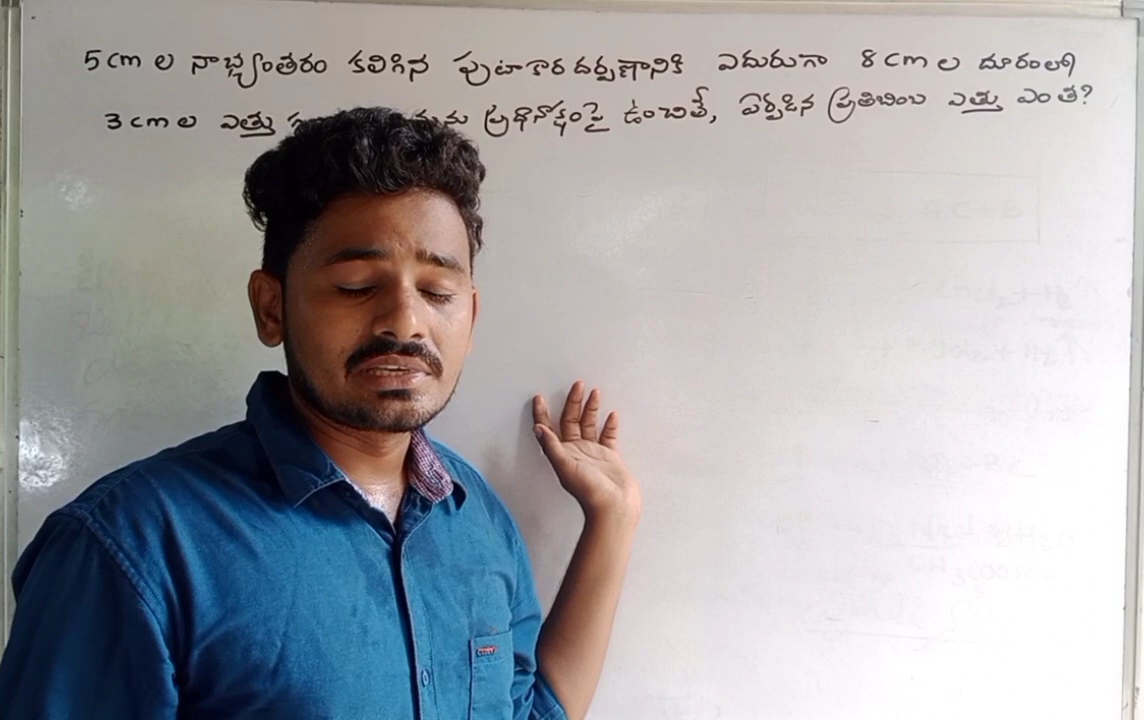 5cm ల నాభ్యాంతరం కలిగిన పుటాకార దర్పణానికి ఎదురుగా 8cm ల దూరంలో
3cm ల ఎత్తు ప్రధానాక్షంపై ఉంచితే, ఏర్పడిన ప్రతిబింబ ఎత్తు ఎంత?